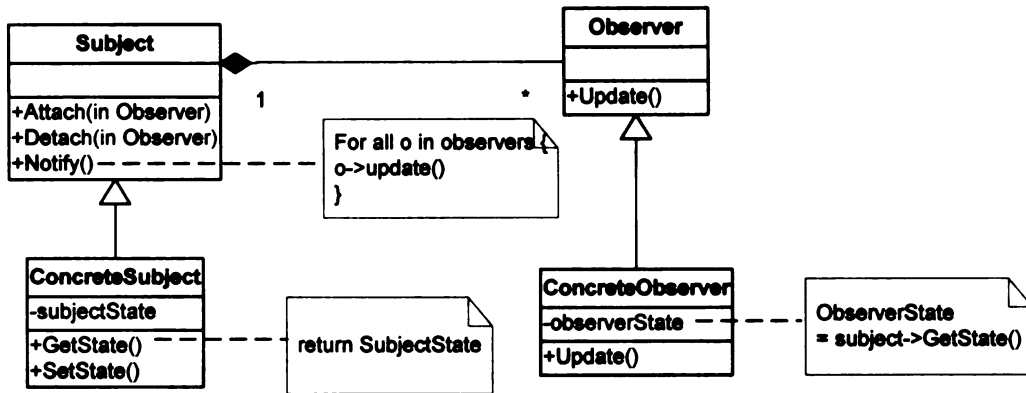 Subject
+Attach(in Observer)
+Detach(in Observer)
+Notify()
1
*
Observer
+Update()
For all o in observers {
o->update()
}
ConcreteSubject
-subjectState
+GetState()
+SetState()
return SubjectState
ConcreteObserver
-observerState
+Update()
ObserverState
= subject->GetState()